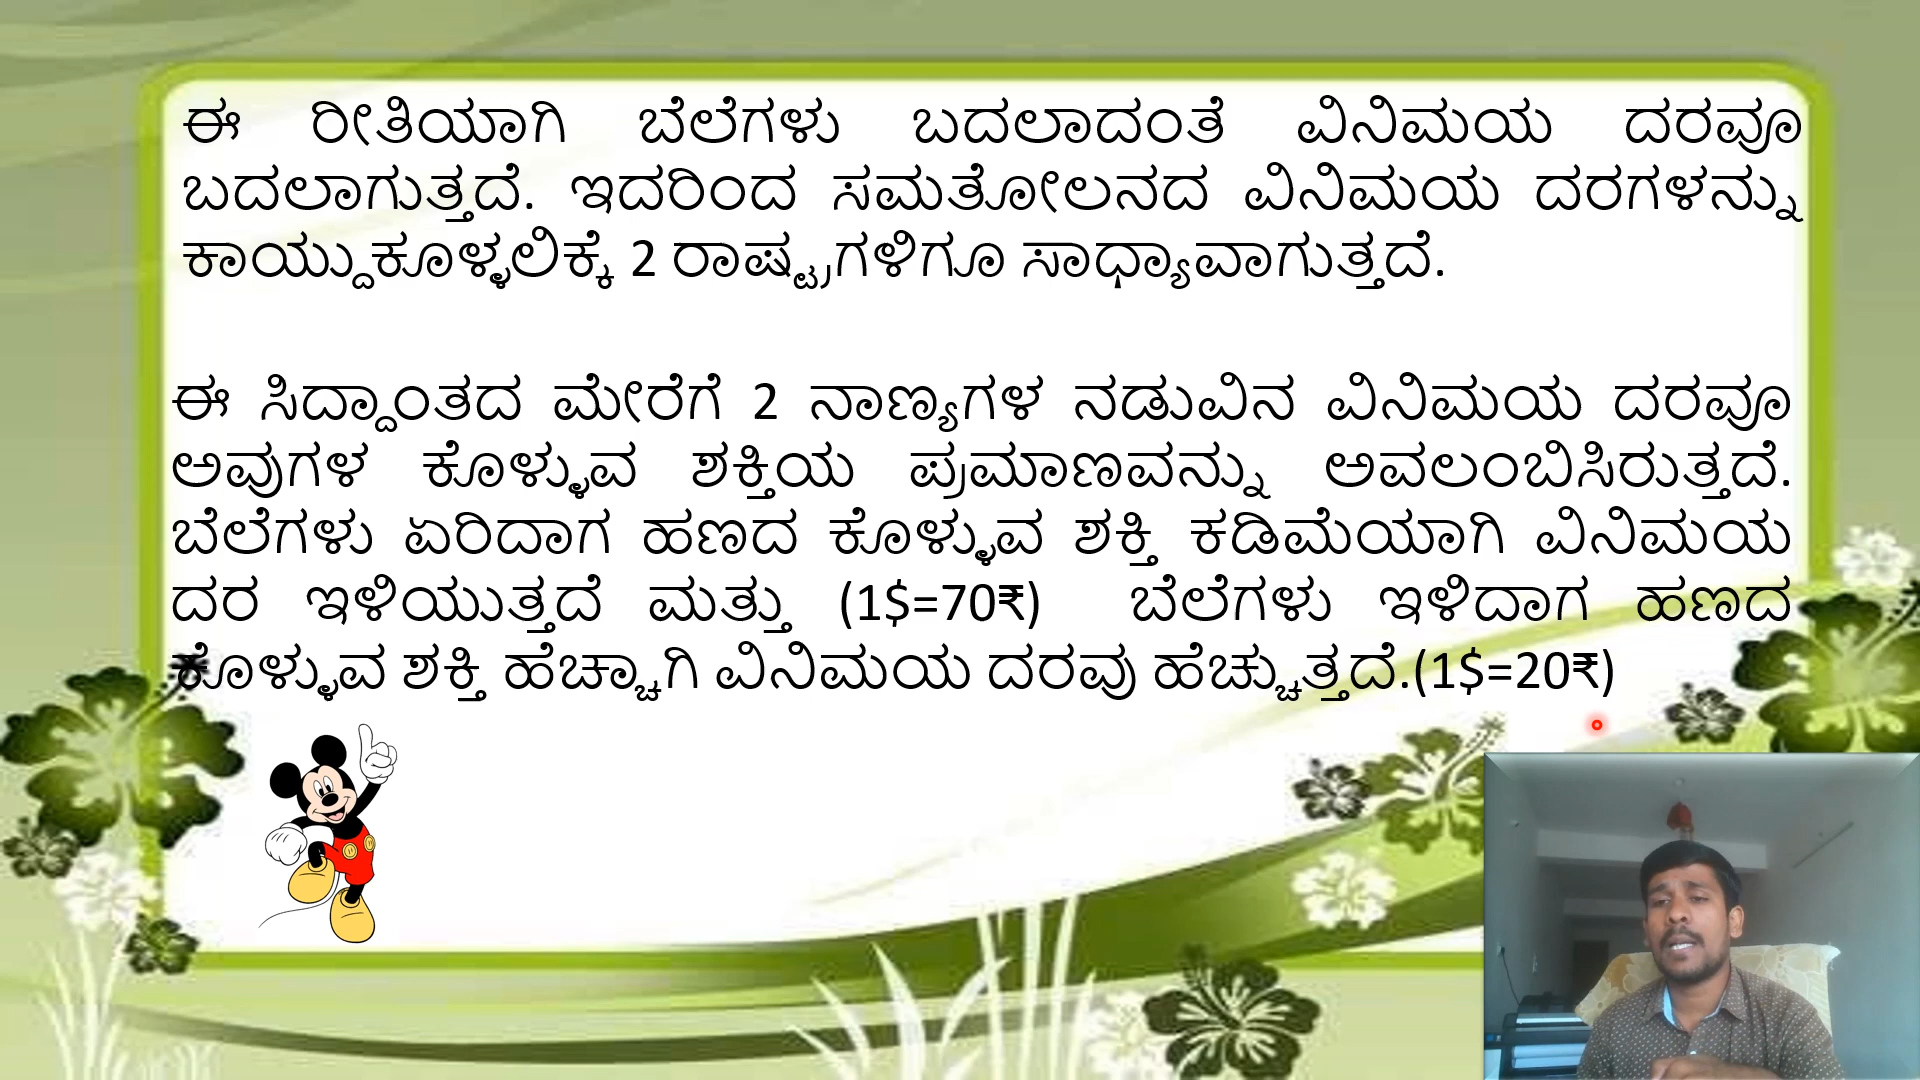 ಈ ರೀತಿಯಾಗಿ ಬೆಲೆಗಳು ಬದಲಾದಂತೆ ವಿನಿಮಯ ದರವೂ
ಬದಲಾಗುತ್ತದೆ. ಇದರಿಂದ ಸಮತೋಲನದ ವಿನಿಮಯ ದರಗಳನ್ನು
ಕಾಯ್ದುಕೂಳ್ಳಲಿಕ್ಕೆ 2 ರಾಷ್ಟ್ರಗಳಿಗೂ ಸಾಧ್ಯಾವಾಗುತ್ತದೆ.
ಈ ಸಿದ್ದಾಂತದ ಮೇರೆಗೆ 2 ನಾಣ್ಯಗಳ ನಡುವಿನ ವಿನಿಮಯ ದರವೂ
ಅವುಗಳ ಕೊಳ್ಳುವ ಶಕ್ತಿಯ ಪ್ರಮಾಣವನ್ನು ಅವಲಂಬಿಸಿರುತ್ತದೆ.
ಬೆಲೆಗಳು ಏರಿದಾಗ ಹಣದ ಕೊಳ್ಳುವ ಶಕ್ತಿ ಕಡಿಮೆಯಾಗಿ ವಿನಿಮಯ
ದರ ಇಳಿಯುತ್ತದೆ ಮತ್ತು (1$=70₹) ಬೆಲೆಗಳು ಇಳಿದಾಗ ಹಣದ
ಕೊಳ್ಳುವ ಶಕ್ತಿ ಹೆಚ್ಚಾಗಿ ವಿನಿಮಯ ದರವು ಹೆಚ್ಚುತ್ತದೆ.(1$=20₹)